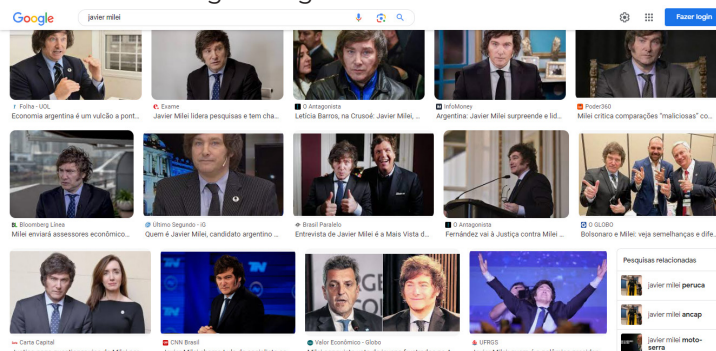 Google
javier milei
Fazer login
Folha - UOL
Economia argentina é um vulcão a pont...
Exame
Javier Milei lidera pesquisas e tem cha...
O Antagonista
Leticia Barros, na Crusoé: Javier Milei, ...
InfoMoney
Argentina: Javier Milei surpreende e lid...
Poder360
Milei critica comparações "maliciosas" co...
BL Bloomberg Línea
Milei enviará assessores econômico...
Último Segundo - iG
Quem é Javier Milei, candidato argentino ...
Brasil Paralelo
Entrevista de Javier Milei é a Mais Vista d...
O Antagonista
Fernández vai à Justiça contra Milei ...
O GLOBO
Bolsonaro e Milei: veja semelhanças e dife...
Pesquisas relacionadas
javier milei peruca
javier milei ancap
javier milei moto-
serra
Carta Capital
CNN Brasil
Valor Econômico - Globo
UFRGS